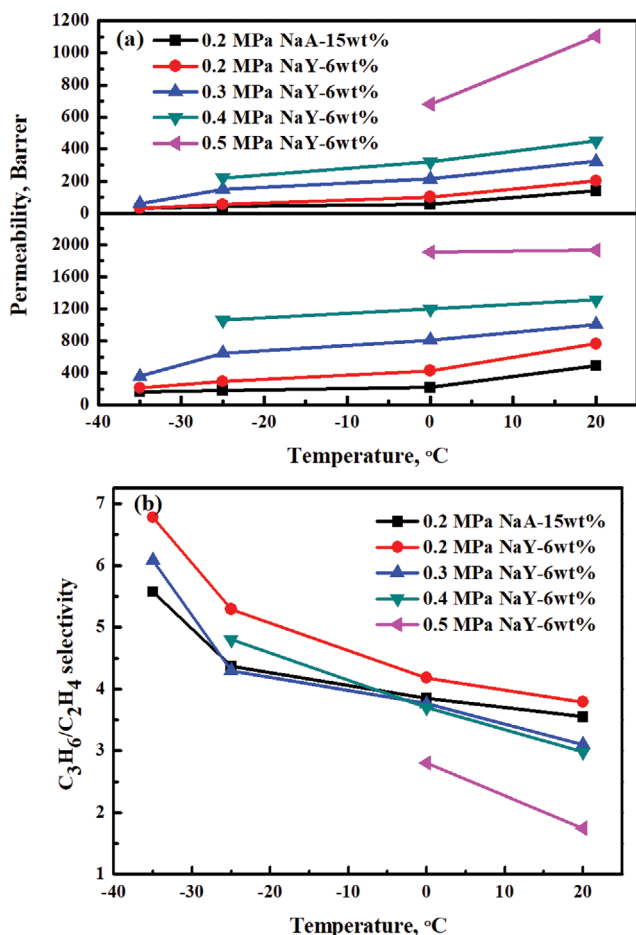 (a)
0.2 MPa NaA-15wt%
0.2 MPa NaY-6wt%
0.3 MPa NaY-6wt%
0.4 MPa NaY-6wt%
0.5 MPa NaY-6wt%
1200
1000
800
600
400
200
0
2000
1600
1200
800
400
0
Permeability, Barrer
-40 -30 -20 -10 0 10 20
Temperature, °C
(b)
0.2 MPa NaA-15wt%
0.2 MPa NaY-6wt%
0.3 MPa NaY-6wt%
0.4 MPa NaY-6wt%
0.5 MPa NaY-6wt%
7
6
5
4
3
2
1
C₃H₆/C₂H₄ selectivity
-40 -30 -20 -10 0 10 20
Temperature, °C